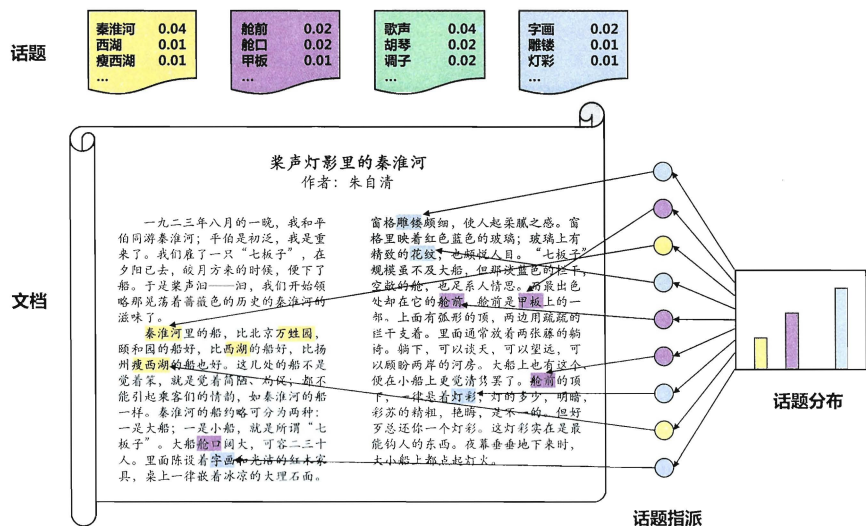 话题
秦淮河 0.04
西湖 0.01
瘦西湖 0.01
...
舱前 0.02
舱口 0.02
甲板 0.01
...
歌声 0.04
胡琴 0.02
调子 0.02
...
字画 0.02
雕镂 0.01
灯彩 0.01
...
文档
桨声灯影里的秦淮河
作者：朱自清
一九二三年八月的一晚，我和平
伯同游秦淮河；平伯是初泛，我是重
来了。我们雇了一只“七板子”，在
夕阳已去，皎月方来的时候，便下了
船。于是桨声汩——汩，我们开始领
略那晃荡着蔷薇色的历史的秦淮河的
滋味了。
秦淮河里的船，比北京万甡园，
颐和园的船好，比西湖的船好，比扬
州瘦西湖的船也好。这几处的船不是
觉着笨，就是觉着简陋、局促；都不
能引起乘客们的情韵，如秦淮河的船
一样。秦淮河的船约略可分为两种：
一是大船；一是小船，就是所谓“七
板子”。大船舱口阔大，可容二三十
人。里面陈设着字画和光洁的红木家
具，桌上一律嵌着冰凉的大理石面。
窗格雕镂颇细，使人起柔腻之感。窗
格里映着红色蓝色的玻璃；玻璃上有
精致的花纹，也颇悦人目。“七板子”
规模虽不及大船，但那淡蓝色的栏干，
空敞的舱，也足系人情思。而最出色
处却在它的舱前。舱前是甲板上的一
部。上面有弧形的顶，两边用疏疏的
栏干支着。里面通常放着两张藤的躺
椅。躺下，可以谈天，可以望远，可
以顾盼两岸的河房。大船上也有这个，
便在小船上更觉清隽罢了。舱前的顶
下，一律悬着灯彩；灯的多少，明暗，
彩苏的精粗，艳晦，是不一的。但好
歹总还你一个灯彩。这灯彩实在是最
能钩人的东西。夜幕垂垂地下来时，
大小船上都点起灯火。
话题分布
话题指派